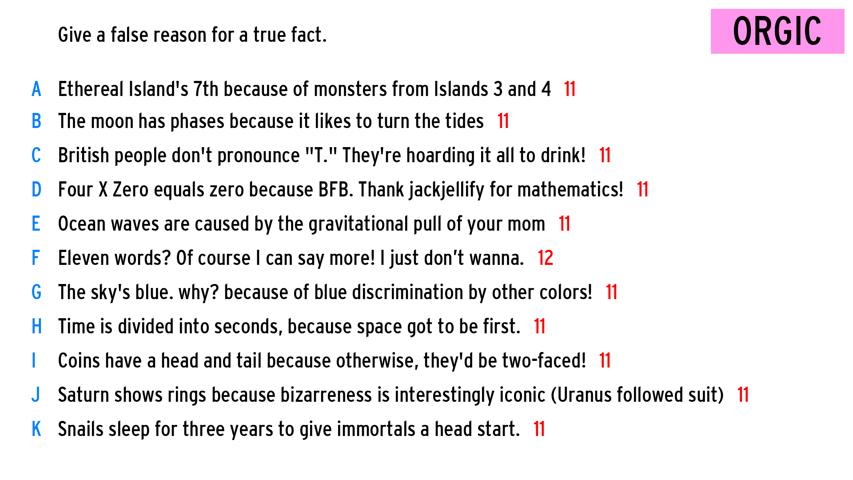 Give a false reason for a true fact.
ORGIC
A Ethereal Island's 7th because of monsters from Islands 3 and 4 11
B The moon has phases because it likes to turn the tides 11
C British people don't pronounce "T." They're hoarding it all to drink! 11
D Four X Zero equals zero because BFB. Thank jackjellify for mathematics! 11
E Ocean waves are caused by the gravitational pull of your mom 11
F Eleven words? Of course I can say more! I just don’t wanna. 12
G The sky's blue. why? because of blue discrimination by other colors! 11
H Time is divided into seconds, because space got to be first. 11
I Coins have a head and tail because otherwise, they'd be two-faced! 11
J Saturn shows rings because bizarreness is interestingly iconic (Uranus followed suit) 11
K Snails sleep for three years to give immortals a head start. 11